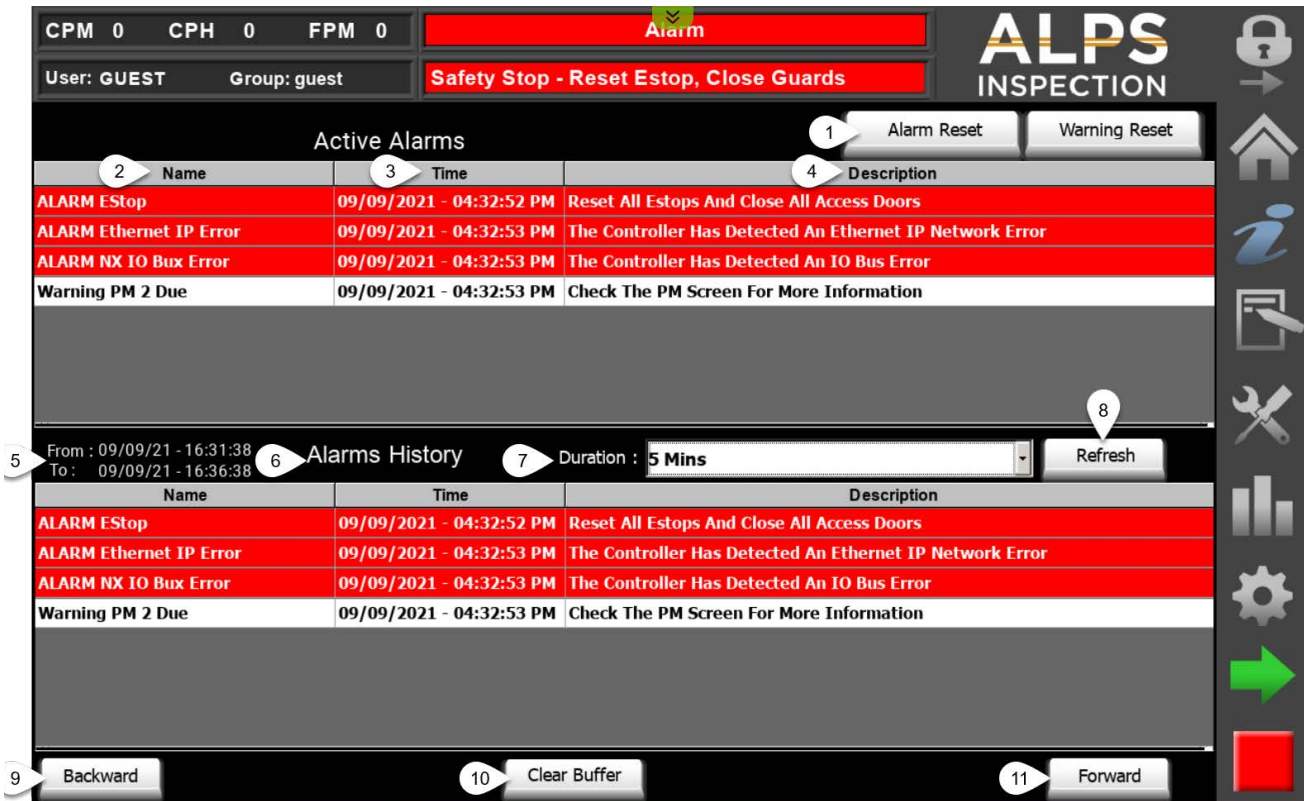 CPM 0 CPH 0 FPM 0
Alarm
ALPS
INSPECTION
User: GUEST Group: guest
Safety Stop - Reset Estop, Close Guards
Active Alarms
1
Alarm Reset
Warning Reset
2 Name 3 Time 4 Description
ALARM EStop 09/09/2021 - 04:32:52 PM Reset All Estops And Close All Access Doors
ALARM Ethernet IP Error 09/09/2021 - 04:32:53 PM The Controller Has Detected An Ethernet IP Network Error
ALARM NX IO Bux Error 09/09/2021 - 04:32:53 PM The Controller Has Detected An IO Bus Error
Warning PM 2 Due 09/09/2021 - 04:32:53 PM Check The PM Screen For More Information
8
5
From : 09/09/21 - 16:31:38
To : 09/09/21 - 16:36:38
6 Alarms History
7 Duration : 5 Mins
Refresh
Name Time Description
ALARM EStop 09/09/2021 - 04:32:52 PM Reset All Estops And Close All Access Doors
ALARM Ethernet IP Error 09/09/2021 - 04:32:53 PM The Controller Has Detected An Ethernet IP Network Error
ALARM NX IO Bux Error 09/09/2021 - 04:32:53 PM The Controller Has Detected An IO Bus Error
Warning PM 2 Due 09/09/2021 - 04:32:53 PM Check The PM Screen For More Information
9 Backward
10 Clear Buffer
11 Forward